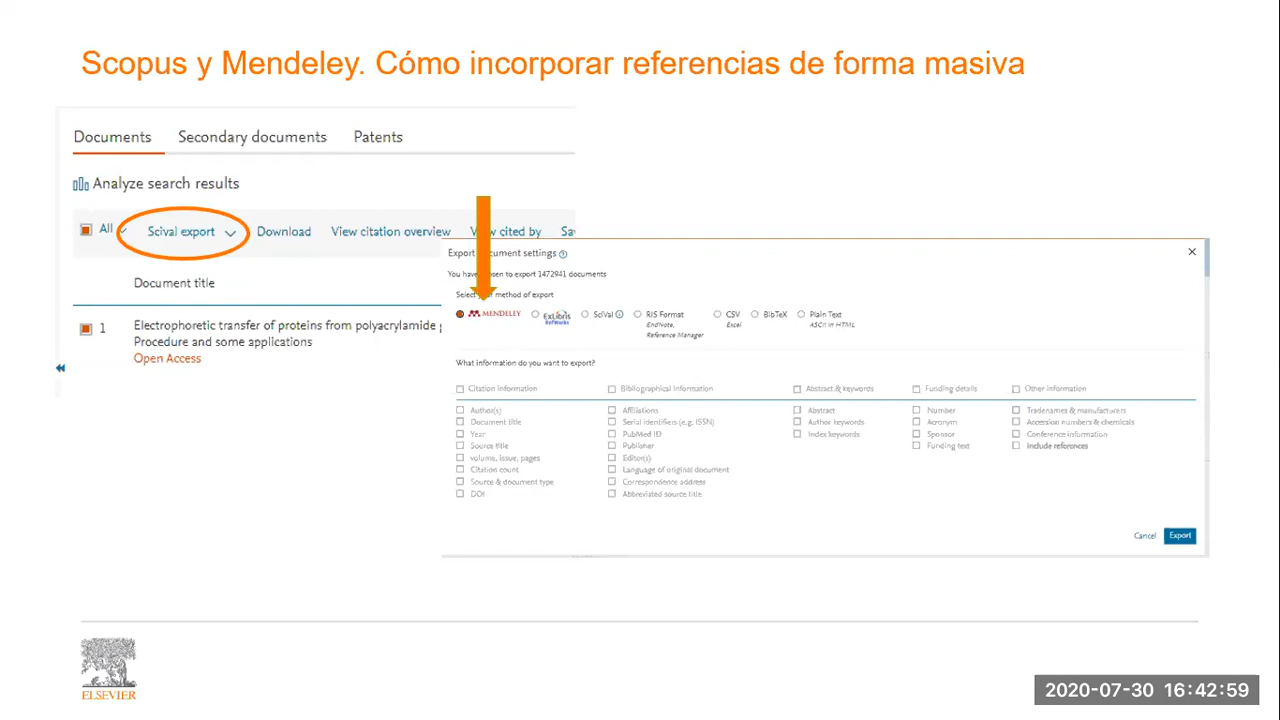 Scopus y Mendeley. Cómo incorporar referencias de forma masiva
Documents Secondary documents Patents
Analyze search results
All Scival export Download View citation overview View cited by Sav
Document title
1 Electrophoretic transfer of proteins from polyacrylamide
Procedure and some applications
Open Access
Export document settings
You have chosen to export 1472941 documents
Select your method of export
MENDELEY ExLibris RefWorks SciVal RIS Format EndNote, Reference Manager CSV Excel BibTeX Plain Text ASCII in HTML
What information do you want to export?
Citation information
Author(s)
Document title
Year
Source title
volume, issue, pages
Citation count
Source & document type
DOI
Bibliographical information
Affiliations
Serial identifiers (e.g. ISSN)
PubMed ID
Publisher
Editor(s)
Language of original document
Correspondence address
Abbreviated source title
Abstract & keywords
Abstract
Author keywords
Index keywords
Funding details
Number
Acronym
Sponsor
Funding text
Other information
Tradenames & manufacturers
Accession numbers & chemicals
Conference information
Include references
Cancel Export
ELSEVIER
2020-07-30 16:42:59